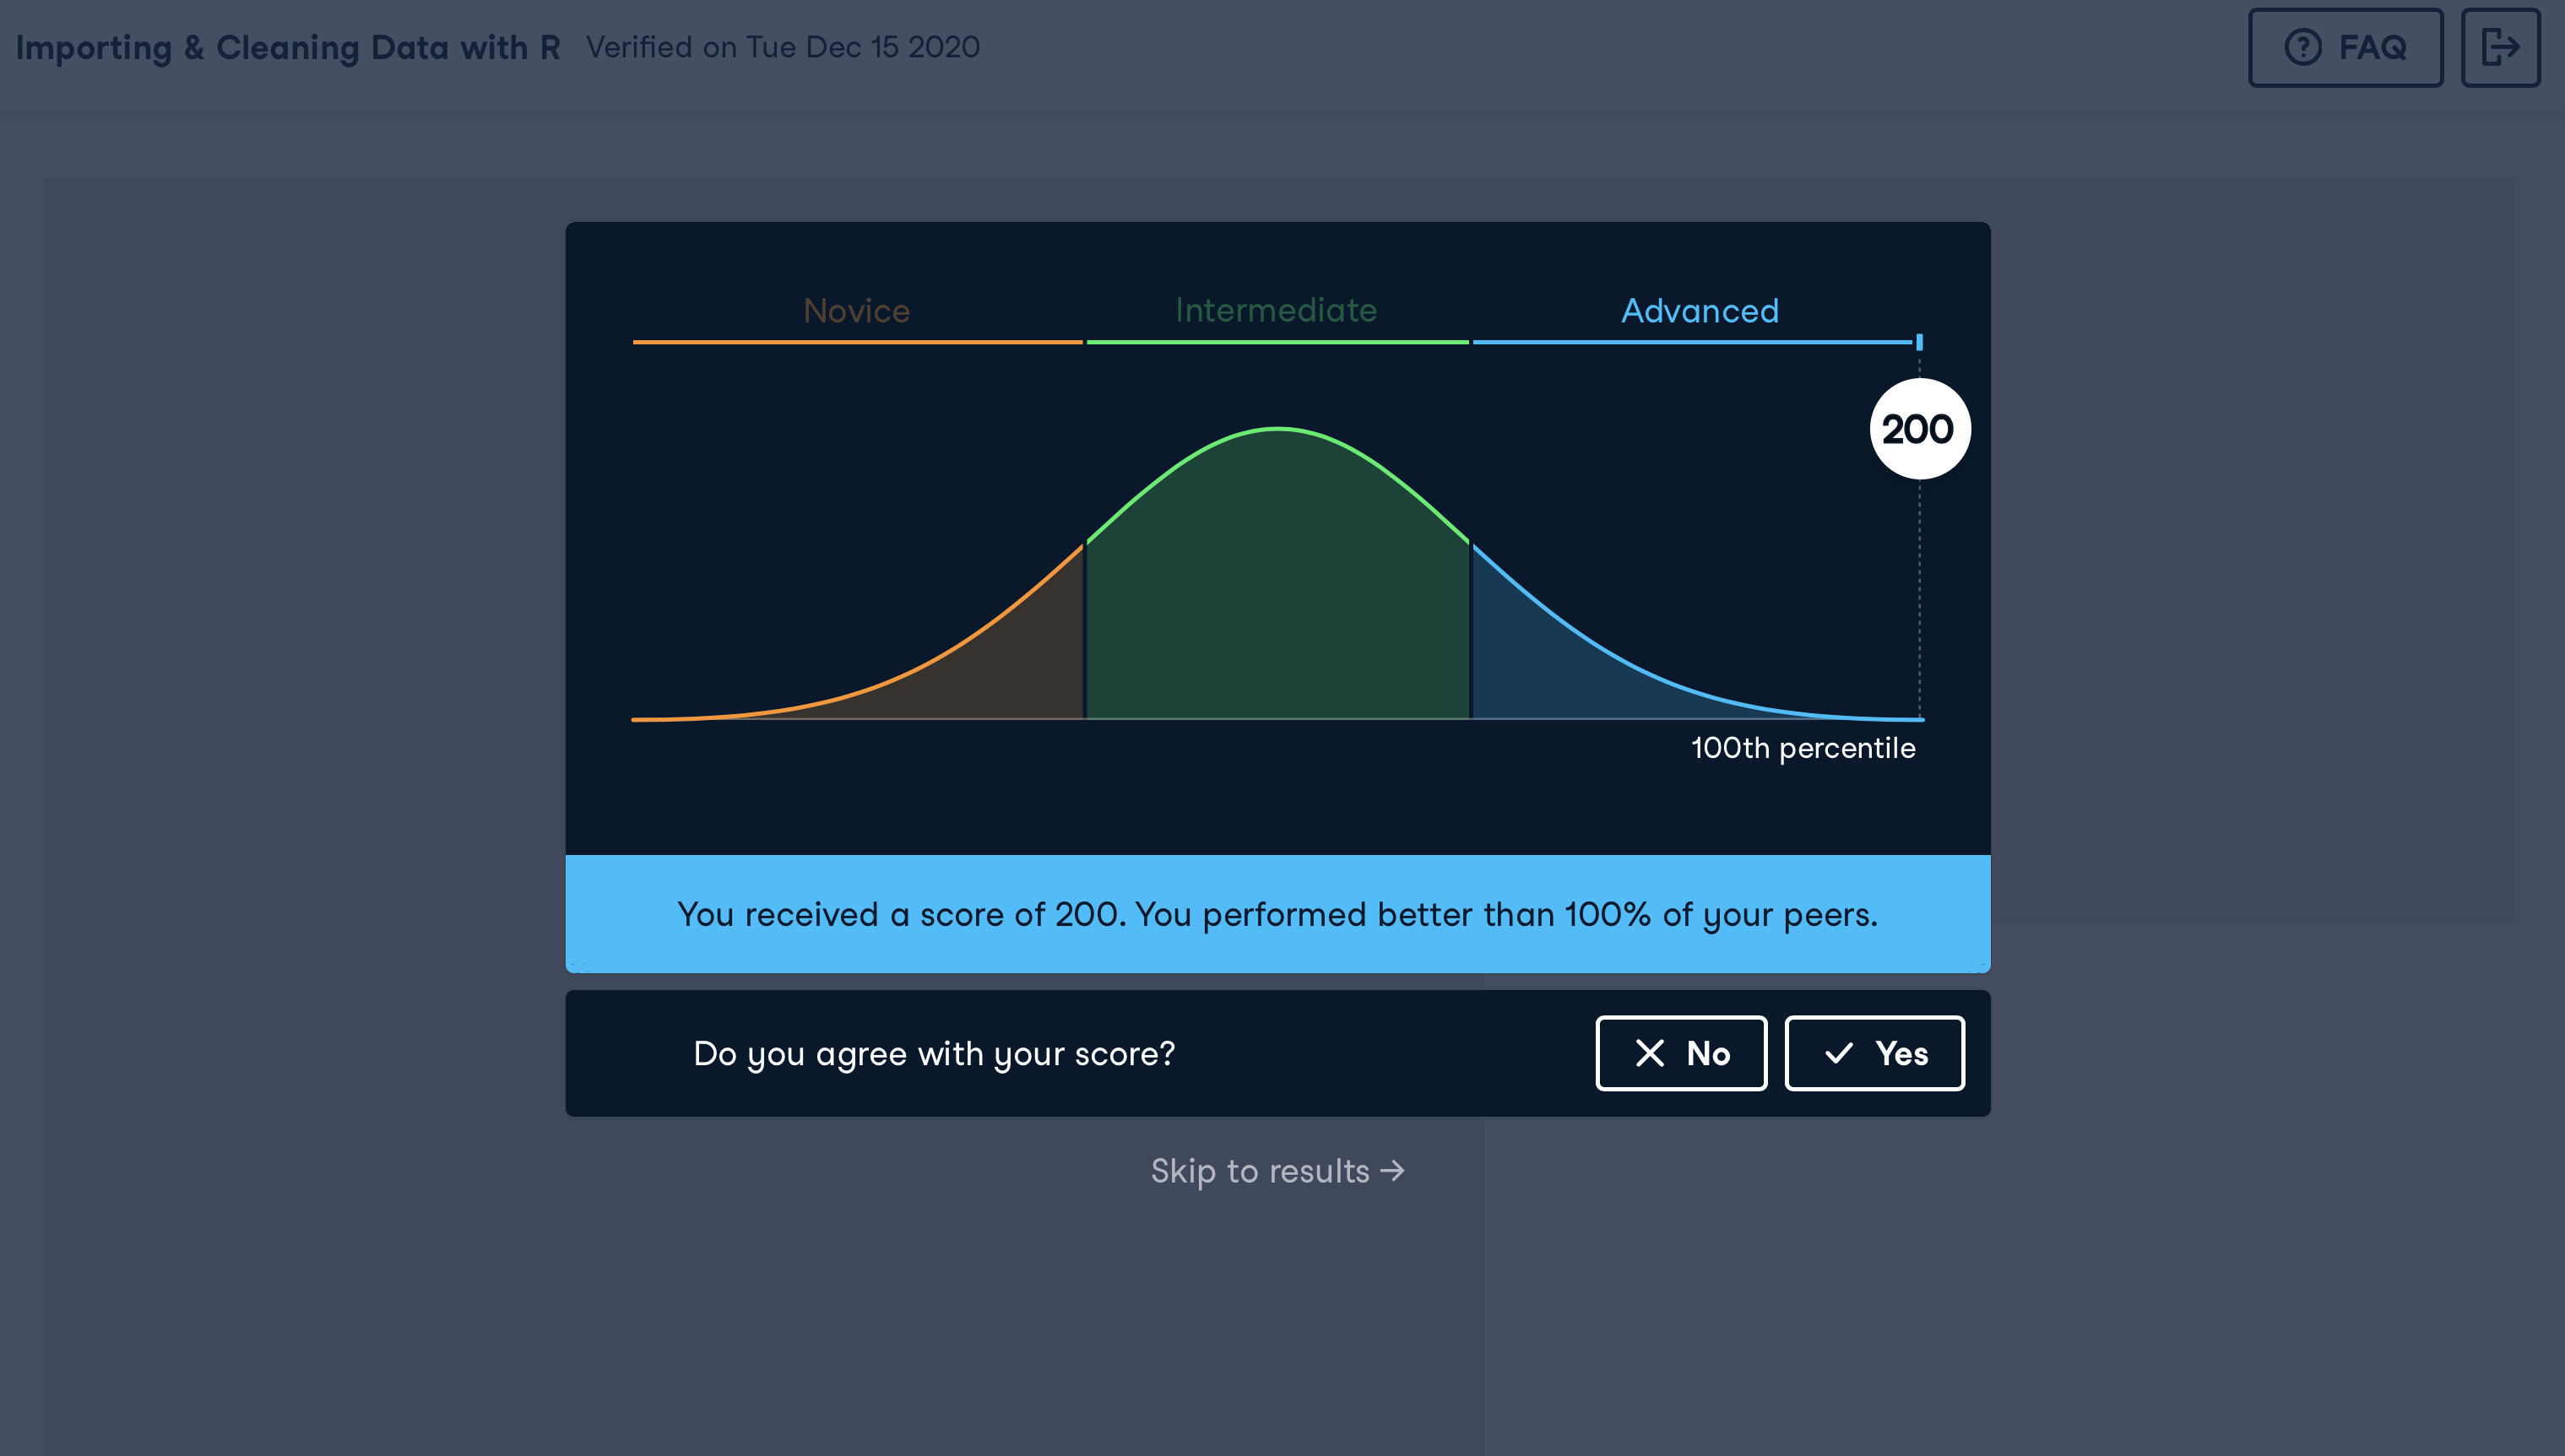 Importing & Cleaning Data with R Verified on Tue Dec 15 2020 FAQ
Novice Intermediate Advanced
200
100th percentile
You received a score of 200. You performed better than 100% of your peers.
Do you agree with your score? No Yes
Skip to results →